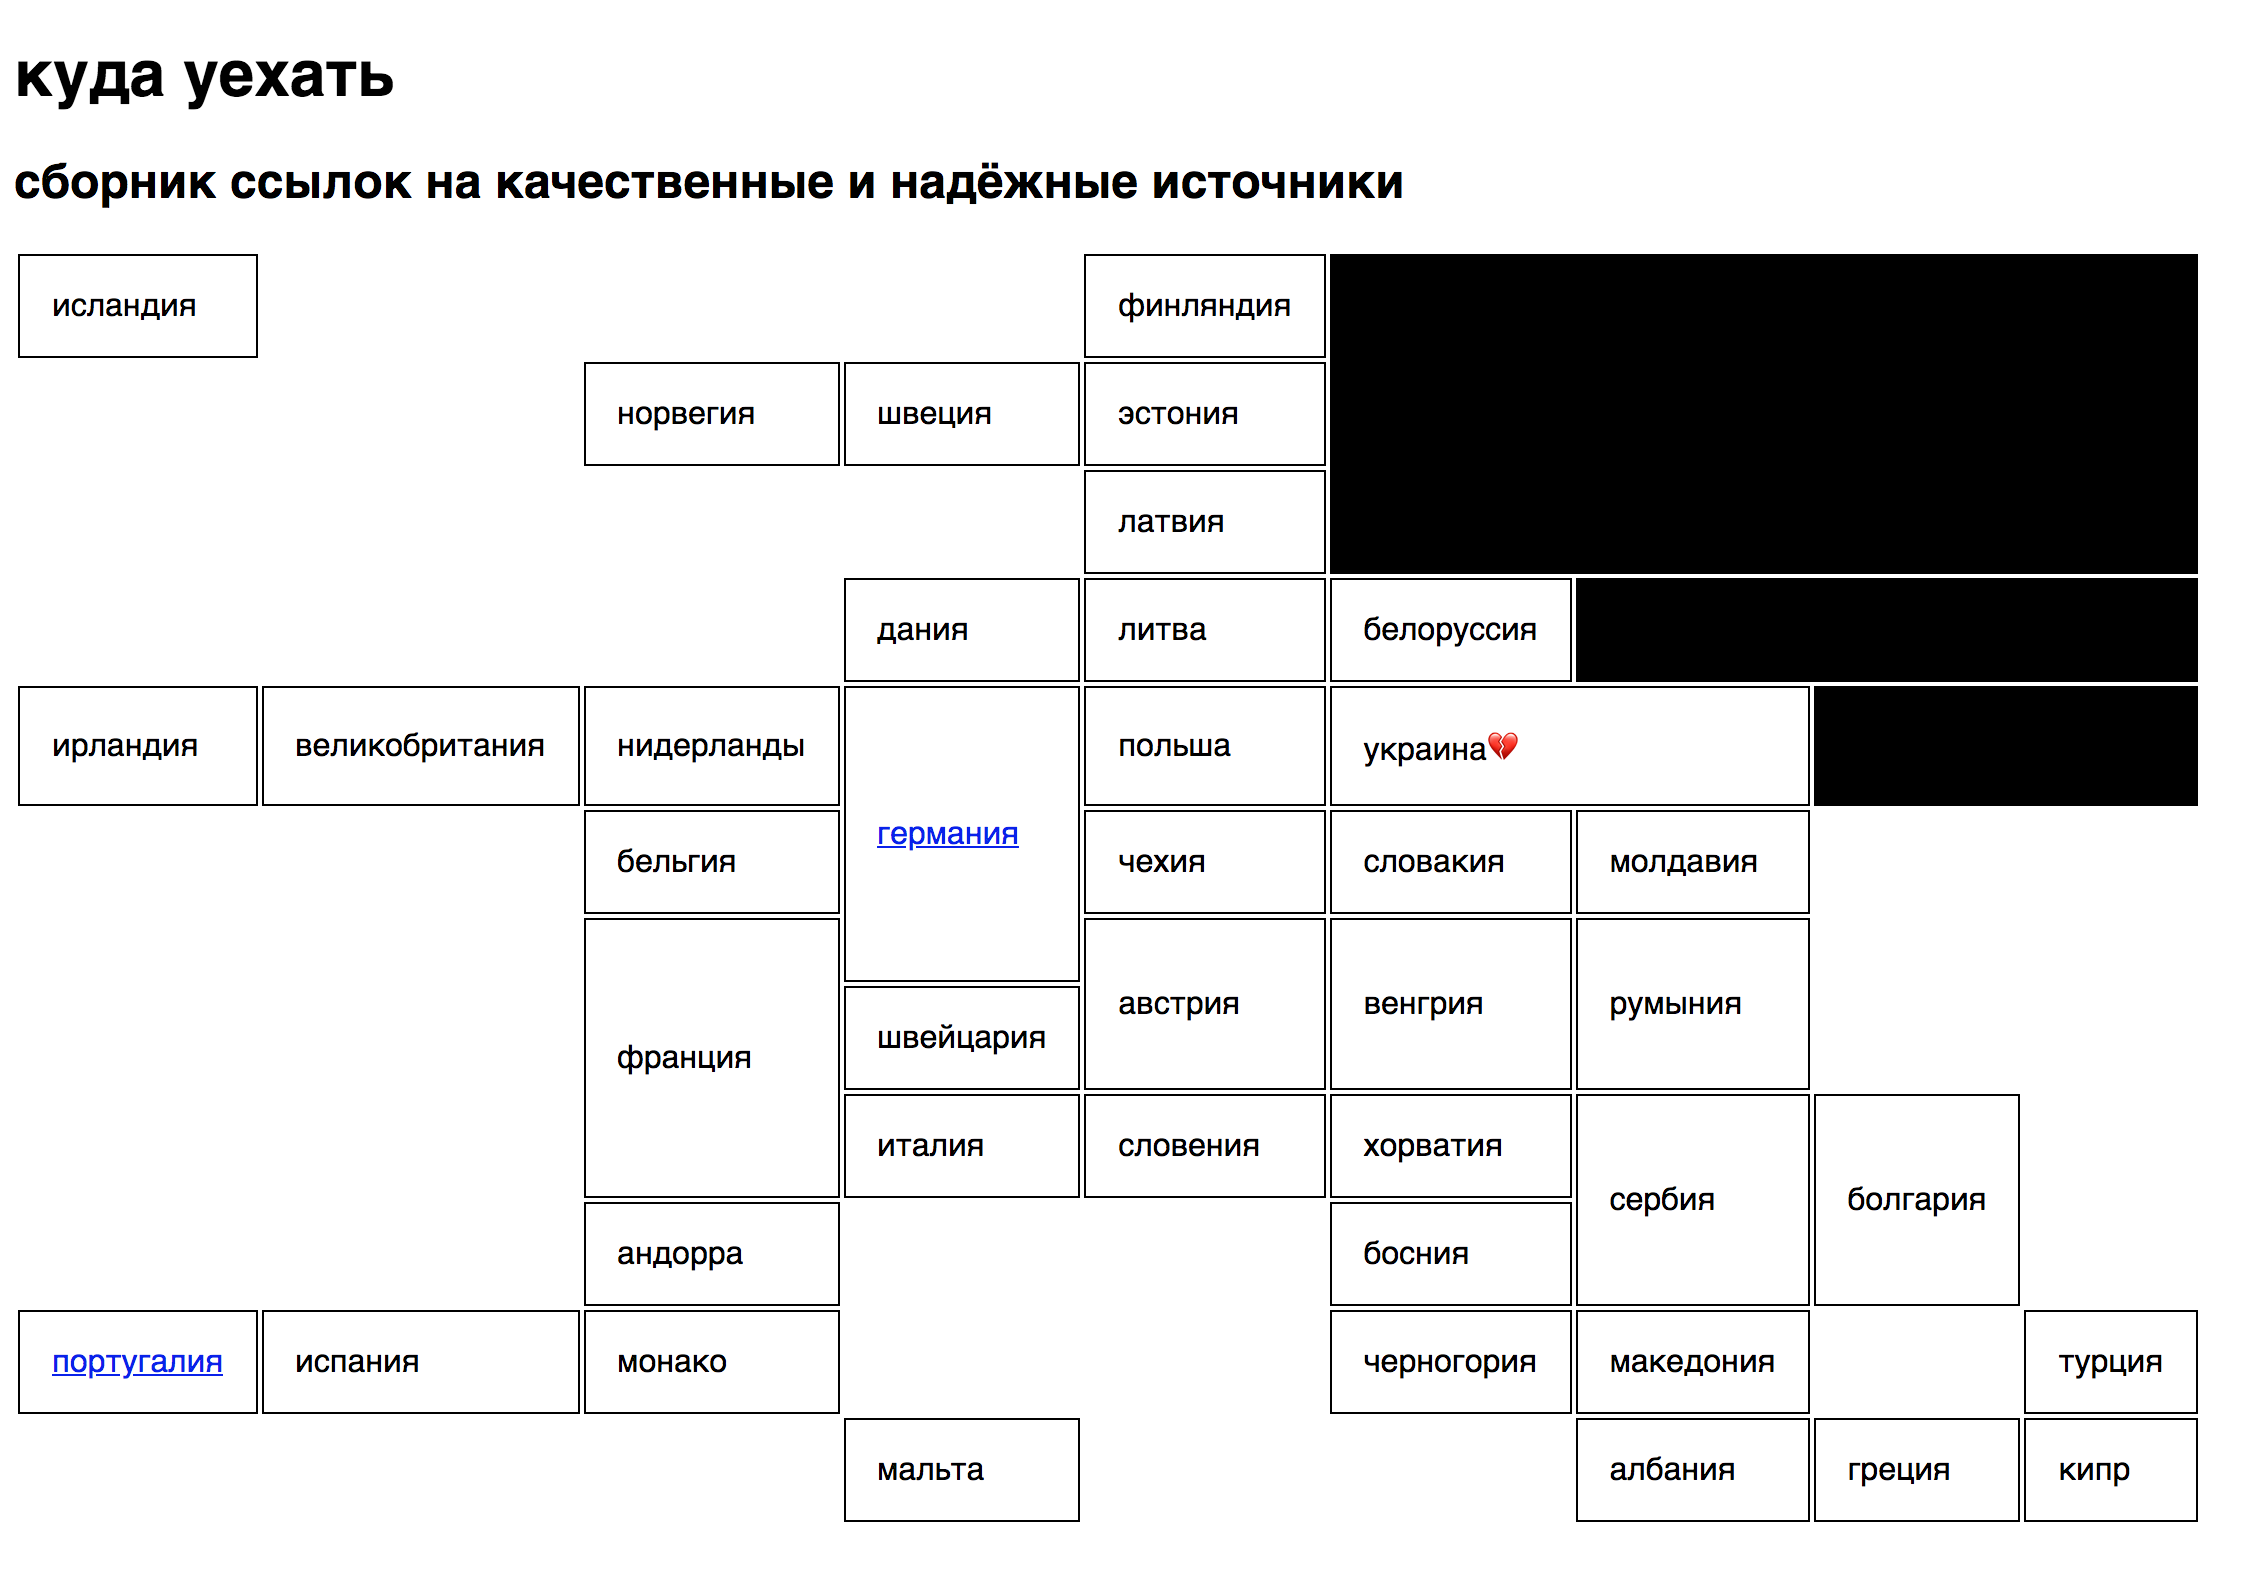 куда уехать
сборник ссылок на качественные и надёжные источники
исландия финляндия
норвегия швеция эстония
латвия
дания литва белоруссия
ирландия великобритания нидерланды польша украина💔
германия
бельгия чехия словакия молдавия
австрия венгрия румыния
швейцария
франция
италия словения хорватия
сербия болгария
андорра босния
португалия испания монако черногория македония турция
мальта албания греция кипр